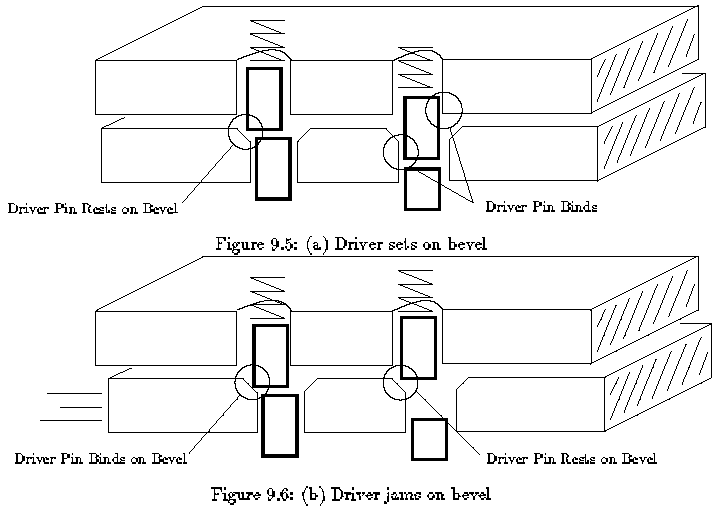 Driver Pin Rests on Bevel
Driver Pin Binds
Figure 9.5: (a) Driver sets on bevel
Driver Pin Binds on Bevel
Driver Pin Rests on Bevel
Figure 9.6: (b) Driver jams on bevel